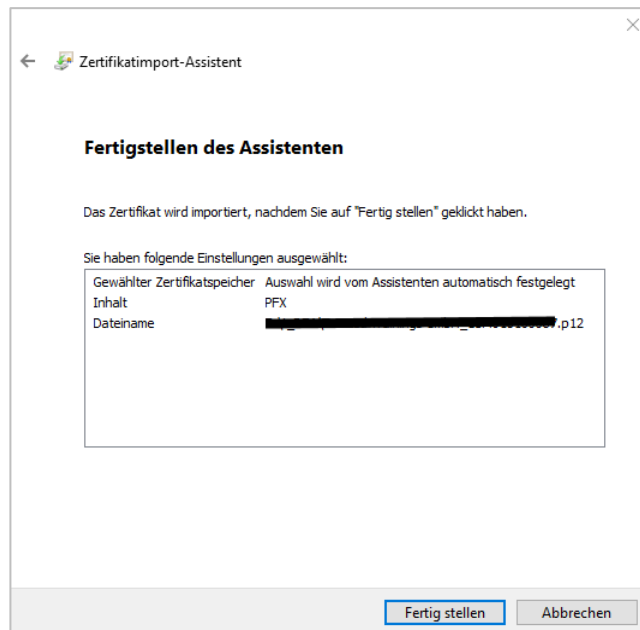 Zertifikatimport-Assistent
Fertigstellen des Assistenten
Das Zertifikat wird importiert, nachdem Sie auf "Fertig stellen" geklickt haben.
Sie haben folgende Einstellungen ausgewählt:
Gewählter Zertifikatspeicher Auswahl wird vom Assistenten automatisch festgelegt
Inhalt PFX
Dateiname .p12
Fertig stellen Abbrechen